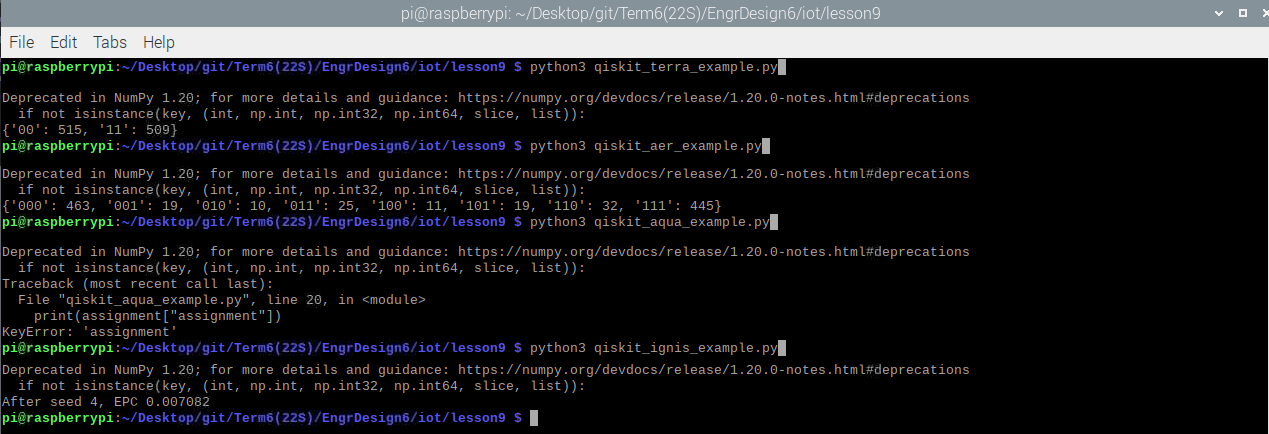 pi@raspberrypi: ~/Desktop/git/Term6(22S)/EngrDesign6/iot/lesson9
File Edit Tabs Help
pi@raspberrypi:~/Desktop/git/Term6(22S)/EngrDesign6/iot/lesson9 $ python3 qiskit_terra_example.py
Deprecated in NumPy 1.20; for more details and guidance: https://numpy.org/devdocs/release/1.20.0-notes.html#deprecations
  if not isinstance(key, (int, np.int, np.int32, np.int64, slice, list)):
{'00': 515, '11': 509}
pi@raspberrypi:~/Desktop/git/Term6(22S)/EngrDesign6/iot/lesson9 $ python3 qiskit_aer_example.py
Deprecated in NumPy 1.20; for more details and guidance: https://numpy.org/devdocs/release/1.20.0-notes.html#deprecations
  if not isinstance(key, (int, np.int, np.int32, np.int64, slice, list)):
{'000': 463, '001': 19, '010': 10, '011': 25, '100': 11, '101': 19, '110': 32, '111': 445}
pi@raspberrypi:~/Desktop/git/Term6(22S)/EngrDesign6/iot/lesson9 $ python3 qiskit_aqua_example.py
Deprecated in NumPy 1.20; for more details and guidance: https://numpy.org/devdocs/release/1.20.0-notes.html#deprecations
  if not isinstance(key, (int, np.int, np.int32, np.int64, slice, list)):
Traceback (most recent call last):
  File "qiskit_aqua_example.py", line 20, in <module>
    print(assignment["assignment"])
KeyError: 'assignment'
pi@raspberrypi:~/Desktop/git/Term6(22S)/EngrDesign6/iot/lesson9 $ python3 qiskit_ignis_example.py
Deprecated in NumPy 1.20; for more details and guidance: https://numpy.org/devdocs/release/1.20.0-notes.html#deprecations
  if not isinstance(key, (int, np.int, np.int32, np.int64, slice, list)):
After seed 4, EPC 0.007082
pi@raspberrypi:~/Desktop/git/Term6(22S)/EngrDesign6/iot/lesson9 $